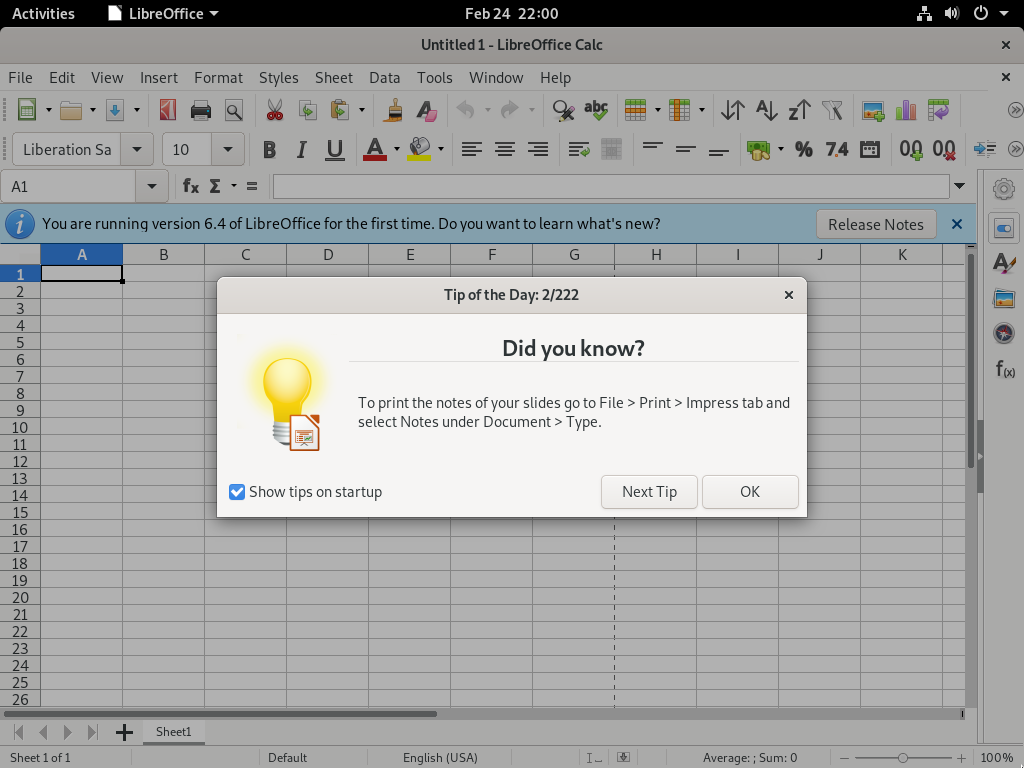 Activities
LibreOffice
Feb 24 22:00
Untitled 1 - LibreOffice Calc
File Edit View Insert Format Styles Sheet Data Tools Window Help
abc
Liberation Sa
10
B I U A
% 7.4 00 00
A1
fx Σ =
You are running version 6.4 of LibreOffice for the first time. Do you want to learn what's new?
Release Notes
A B C D E F G H I J K
1
2
3
4
5
6
7
8
9
10
11
12
13
14
15
16
17
18
19
20
21
22
23
24
25
26
Tip of the Day: 2/222
Did you know?
To print the notes of your slides go to File > Print > Impress tab and
select Notes under Document > Type.
Show tips on startup
Next Tip
OK
f(x)
Sheet1
Sheet 1 of 1
Default
English (USA)
Average: ; Sum: 0
100%